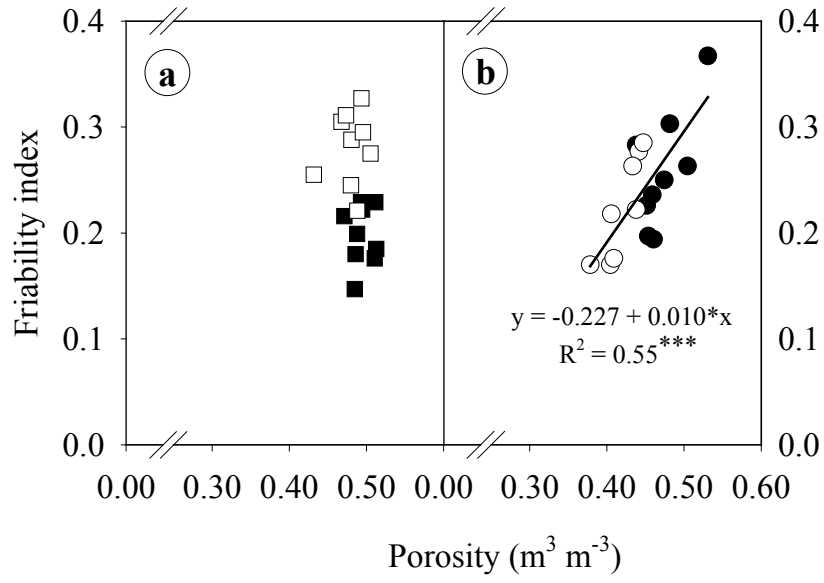 0.4 0.4
a b
0.3 0.3
Friability index
0.2 0.2
y = -0.227 + 0.010*x
R² = 0.55***
0.1 0.1
0.0 0.0
0.00 0.30 0.40 0.50 0.00 0.30 0.40 0.50 0.60
Porosity (m³ m⁻³)